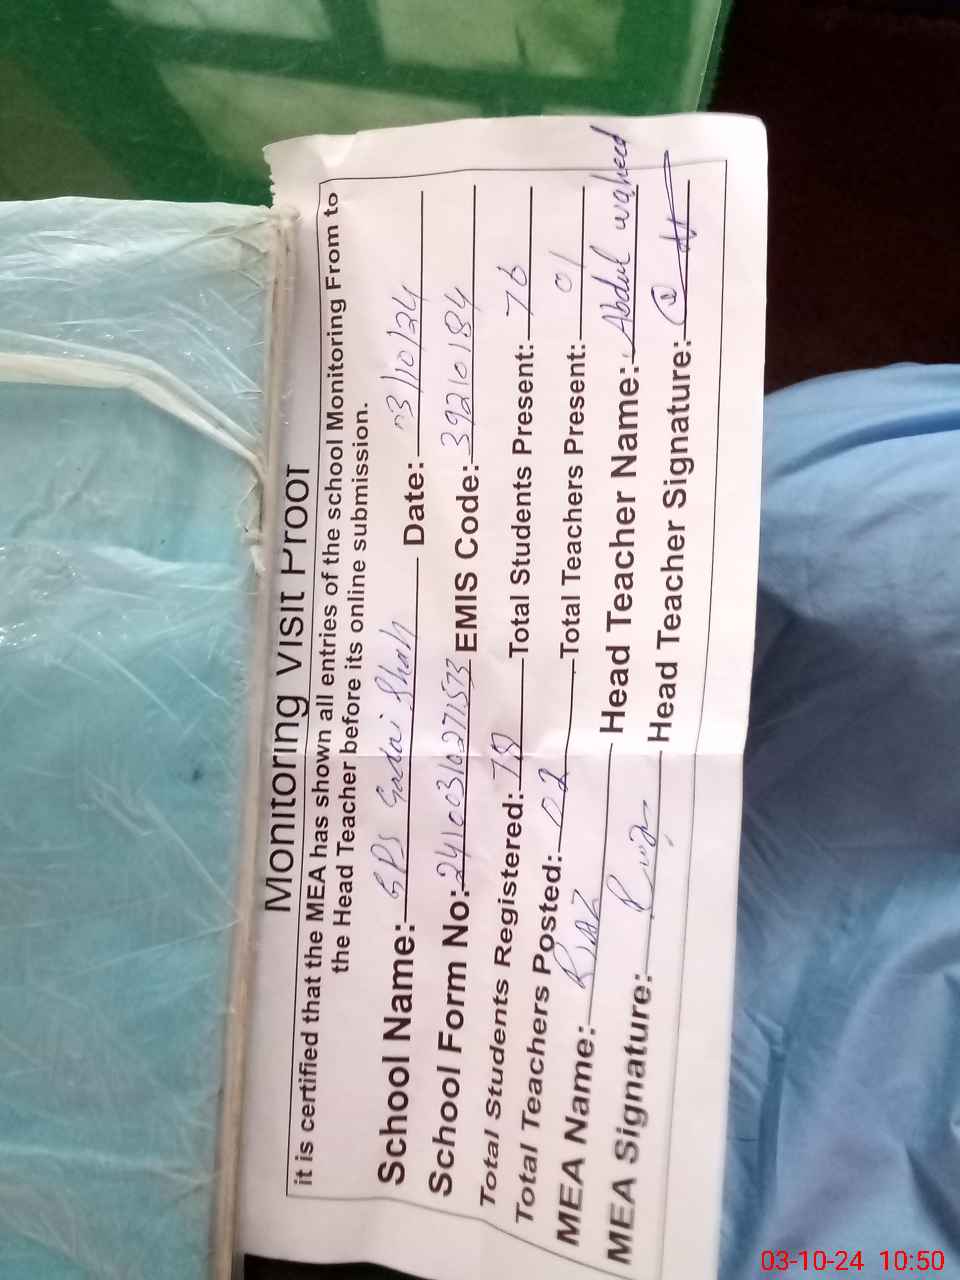 Monitoring Visit Proof
it is certified that the MEA has shown all entries of the school Monitoring From to
the Head Teacher before its online submission.
School Name: GPS Gadai Shah Date: 03/10/24
School Form No: 24100310271533 EMIS Code: 39210184
Total Students Registered: 78 Total Students Present: 76
Total Teachers Posted: 02 Total Teachers Present: 01
MEA Name: RIAZ Head Teacher Name: Abdul waheed
MEA Signature: Head Teacher Signature:
03-10-24 10:50